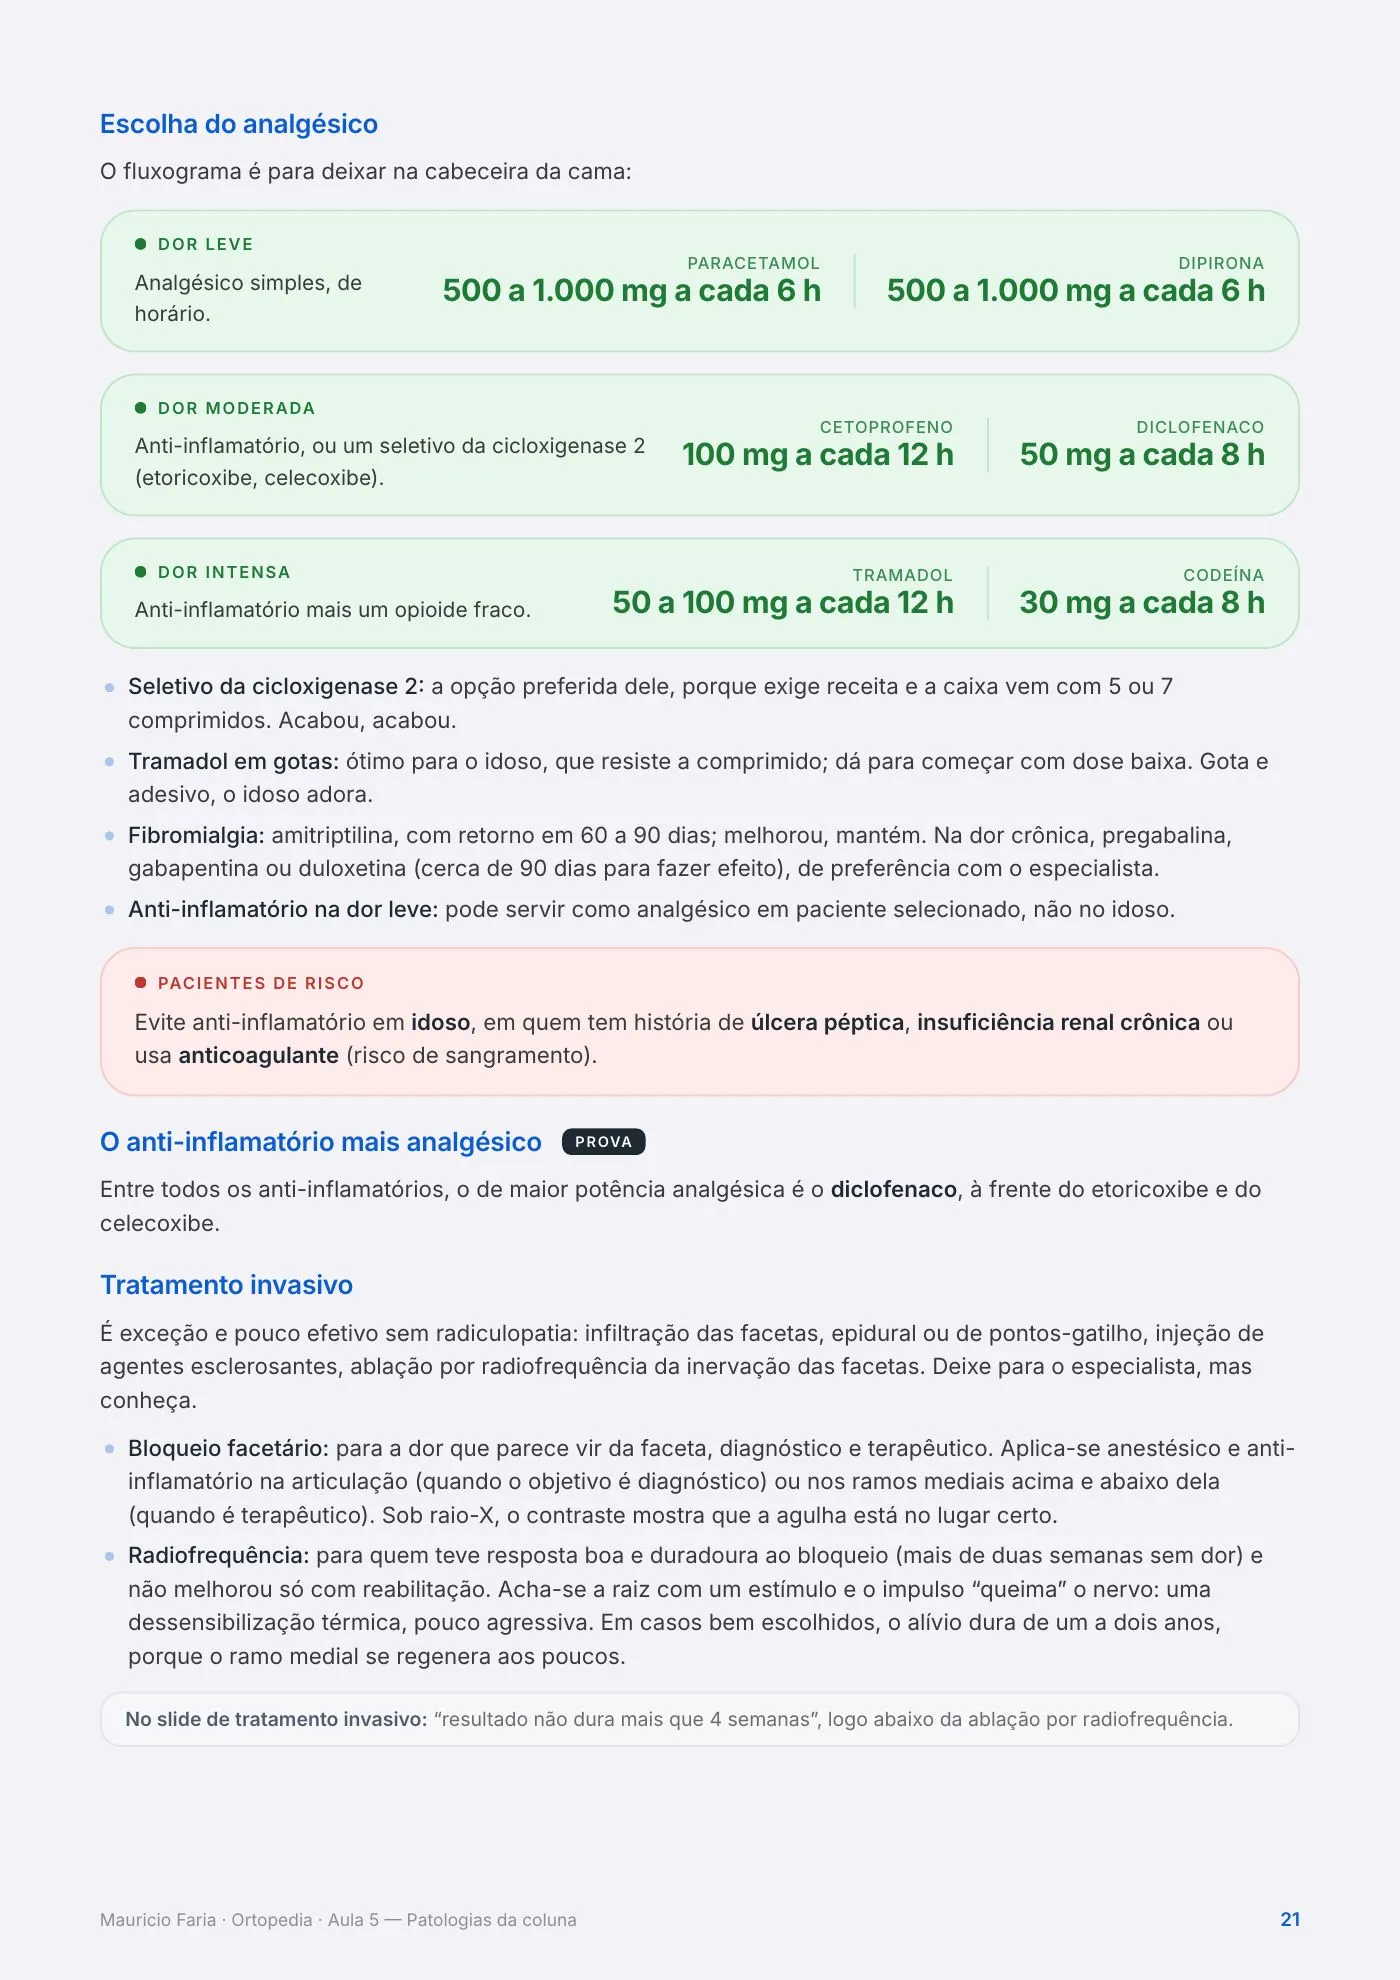 Escolha do analgésico
O fluxograma é para deixar na cabeceira da cama:
DOR LEVE
Analgésico simples, de
horário.
PARACETAMOL
500 a 1.000 mg a cada 6 h
DIPIRONA
500 a 1.000 mg a cada 6 h
DOR MODERADA
Anti-inflamatório, ou um seletivo da cicloxigenase 2
(etoricoxibe, celecoxibe).
CETOPROFENO
100 mg a cada 12 h
DICLOFENACO
50 mg a cada 8 h
DOR INTENSA
Anti-inflamatório mais um opioide fraco.
TRAMADOL
50 a 100 mg a cada 12 h
CODEÍNA
30 mg a cada 8 h
Seletivo da cicloxigenase 2: a opção preferida dele, porque exige receita e a caixa vem com 5 ou 7
comprimidos. Acabou, acabou.
Tramadol em gotas: ótimo para o idoso, que resiste a comprimido; dá para começar com dose baixa. Gota e
adesivo, o idoso adora.
Fibromialgia: amitriptilina, com retorno em 60 a 90 dias; melhorou, mantém. Na dor crônica, pregabalina,
gabapentina ou duloxetina (cerca de 90 dias para fazer efeito), de preferência com o especialista.
Anti-inflamatório na dor leve: pode servir como analgésico em paciente selecionado, não no idoso.
PACIENTES DE RISCO
Evite anti-inflamatório em idoso, em quem tem história de úlcera péptica, insuficiência renal crônica ou
usa anticoagulante (risco de sangramento).
O anti-inflamatório mais analgésico PROVA
Entre todos os anti-inflamatórios, o de maior potência analgésica é o diclofenaco, à frente do etoricoxibe e do
celecoxibe.
Tratamento invasivo
É exceção e pouco efetivo sem radiculopatia: infiltração das facetas, epidural ou de pontos-gatilho, injeção de
agentes esclerosantes, ablação por radiofrequência da inervação das facetas. Deixe para o especialista, mas
conheça.
Bloqueio facetário: para a dor que parece vir da faceta, diagnóstico e terapêutico. Aplica-se anestésico e anti-
inflamatório na articulação (quando o objetivo é diagnóstico) ou nos ramos mediais acima e abaixo dela
(quando é terapêutico). Sob raio-X, o contraste mostra que a agulha está no lugar certo.
Radiofrequência: para quem teve resposta boa e duradoura ao bloqueio (mais de duas semanas sem dor) e
não melhorou só com reabilitação. Acha-se a raiz com um estímulo e o impulso “queima” o nervo: uma
dessensibilização térmica, pouco agressiva. Em casos bem escolhidos, o alívio dura de um a dois anos,
porque o ramo medial se regenera aos poucos.
No slide de tratamento invasivo: “resultado não dura mais que 4 semanas”, logo abaixo da ablação por radiofrequência.
Mauricio Faria · Ortopedia · Aula 5 — Patologias da coluna
21